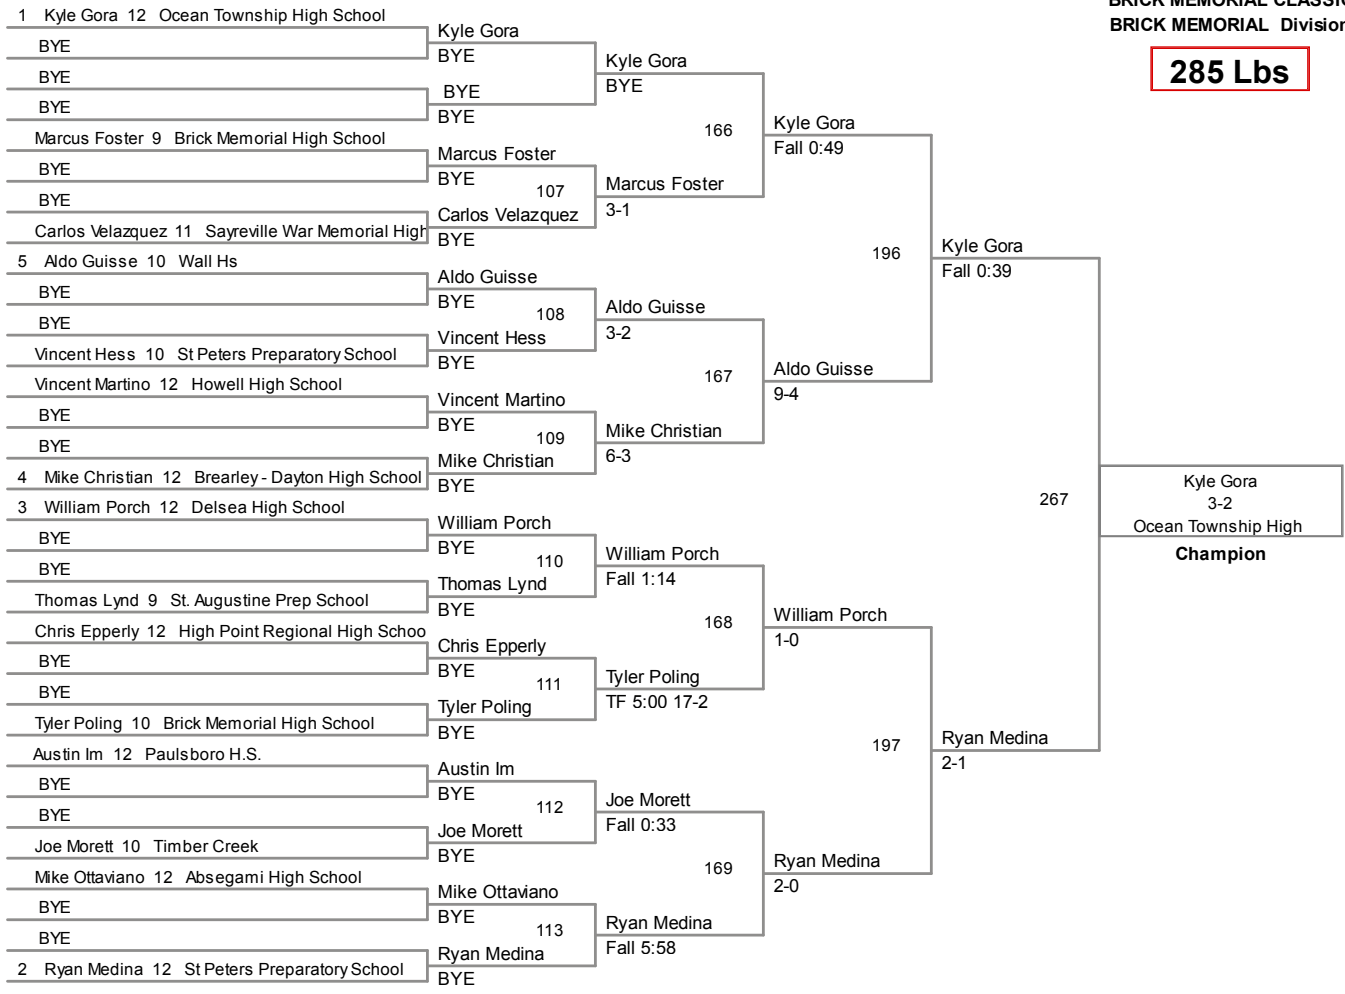 BRICK MEMORIAL CLASSIC
BRICK MEMORIAL Division
285 Lbs
1 Kyle Gora 12 Ocean Township High School
BYE
BYE
BYE
Marcus Foster 9 Brick Memorial High School
BYE
BYE
Carlos Velazquez 11 Sayreville War Memorial High
5 Aldo Guisse 10 Wall Hs
BYE
BYE
Vincent Hess 10 St Peters Preparatory School
Vincent Martino 12 Howell High School
BYE
BYE
4 Mike Christian 12 Brearley - Dayton High School
3 William Porch 12 Delsea High School
BYE
BYE
Thomas Lynd 9 St. Augustine Prep School
Chris Epperly 12 High Point Regional High Schoo
BYE
BYE
Tyler Poling 10 Brick Memorial High School
Austin Im 12 Paulsboro H.S.
BYE
BYE
Joe Morett 10 Timber Creek
Mike Ottaviano 12 Absegami High School
BYE
BYE
2 Ryan Medina 12 St Peters Preparatory School
Kyle Gora
BYE
BYE
BYE
Marcus Foster
BYE
107
Carlos Velazquez
BYE
Aldo Guisse
BYE
108
Vincent Hess
BYE
Vincent Martino
BYE
109
Mike Christian
BYE
William Porch
BYE
110
Thomas Lynd
BYE
Chris Epperly
BYE
111
Tyler Poling
BYE
Austin Im
BYE
112
Joe Morett
BYE
Mike Ottaviano
BYE
113
Ryan Medina
BYE
Kyle Gora
BYE
166
Marcus Foster
3-1
Aldo Guisse
3-2
167
Mike Christian
6-3
William Porch
Fall 1:14
168
Tyler Poling
TF 5:00 17-2
Joe Morett
Fall 0:33
169
Ryan Medina
Fall 5:58
Kyle Gora
Fall 0:49
196
Aldo Guisse
9-4
William Porch
1-0
197
Ryan Medina
2-0
Kyle Gora
Fall 0:39
267
Ryan Medina
2-1
Kyle Gora
3-2
Ocean Township High
Champion